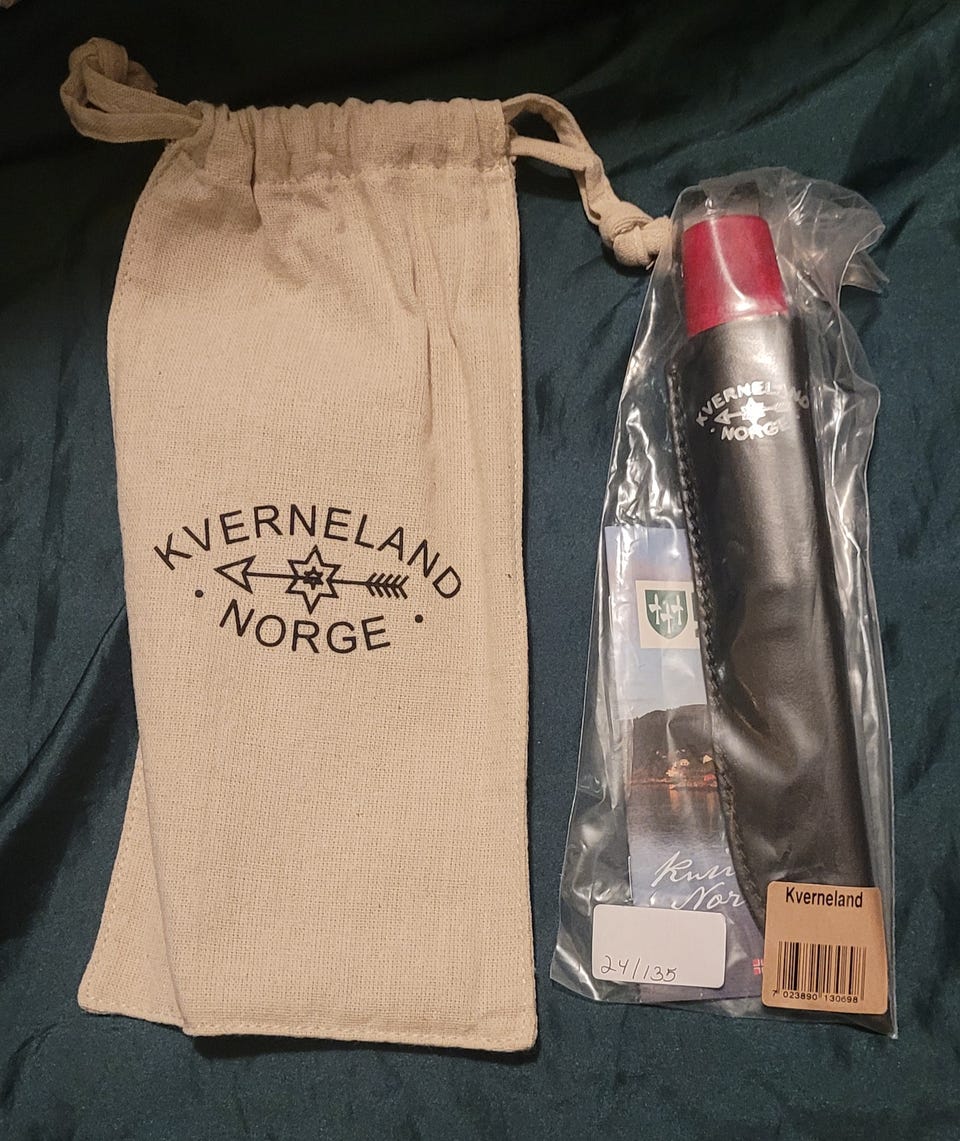 KVERNELAND
• NORGE •
KVERNELAND
• NORGE
24/135
Kverneland
7 023890 130698